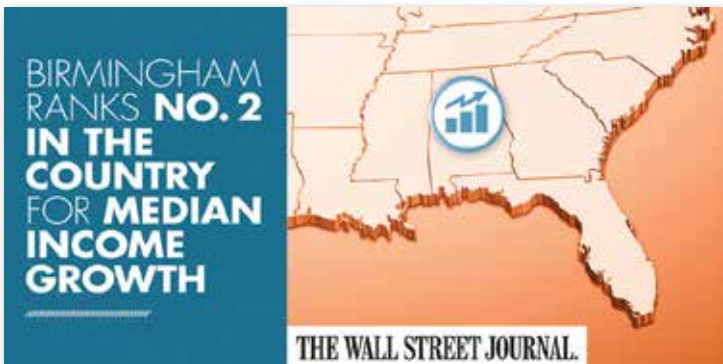 BIRMINGHAM
RANKS NO. 2
IN THE
COUNTRY
FOR MEDIAN
INCOME
GROWTH
THE WALL STREET JOURNAL.